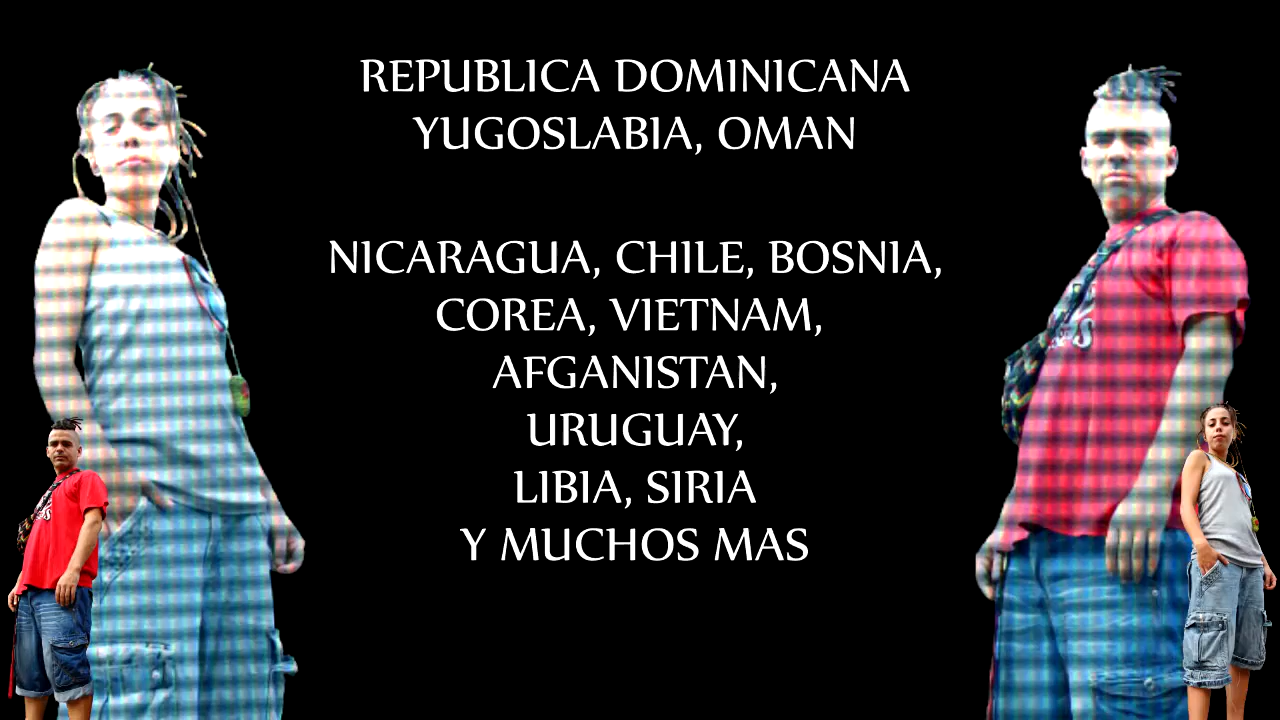 REPUBLICA DOMINICANA
YUGOSLABIA, OMAN
NICARAGUA, CHILE, BOSNIA,
COREA, VIETNAM,
AFGANISTAN,
URUGUAY,
LIBIA, SIRIA
Y MUCHOS MAS